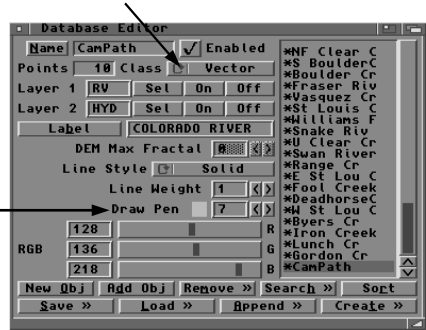 Database Editor
Name CamPath Enabled
Points 10 Class Vector
Layer 1 RV Sel On Off
Layer 2 HYD Sel On Off
Label COLORADO RIVER
DEM Max Fractal 0
Line Style Solid
Line Weight 1
Draw Pen 7
128 R
RGB 136 G
218 B
*NF Clear C
*S BoulderC
*Boulder Cr
*Fraser Riv
*Vasquez Cr
*St Louis C
*Williams F
*Snake Riv
*U Clear Cr
*Swan River
*Range Cr
*E St Lou C
*Fool Creek
*DeadhorseC
*W St Lou C
*Byers Cr
*Iron Creek
*Lunch Cr
*Gordon Cr
*CamPath
New Obj Add Obj Remove » Search » Sort
Save » Load » Append » Create »